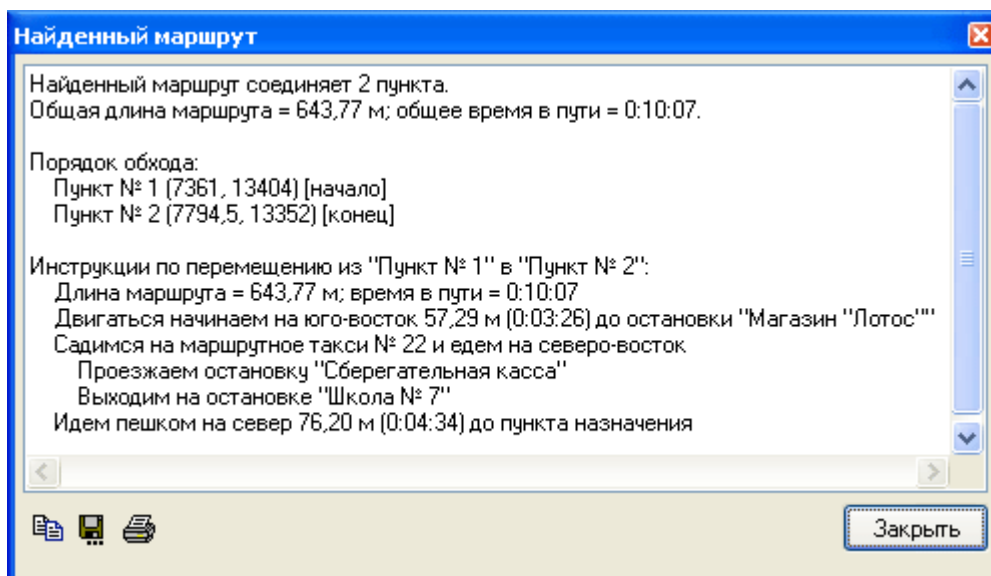 Найденный маршрут
Найденный маршрут соединяет 2 пункта.
Общая длина маршрута = 643,77 м; общее время в пути = 0:10:07.
Порядок обхода:
Пункт № 1 (7361, 13404) [начало]
Пункт № 2 (7794,5, 13352) [конец]
Инструкции по перемещению из "Пункт № 1" в "Пункт № 2":
Длина маршрута = 643,77 м; время в пути = 0:10:07
Двигаться начинаем на юго-восток 57,29 м (0:03:26) до остановки "Магазин "Лотос""
Садимся на маршрутное такси № 22 и едем на северо-восток
Проезжаем остановку "Сберегательная касса"
Выходим на остановке "Школа № 7"
Идем пешком на север 76,20 м (0:04:34) до пункта назначения
Закрыть